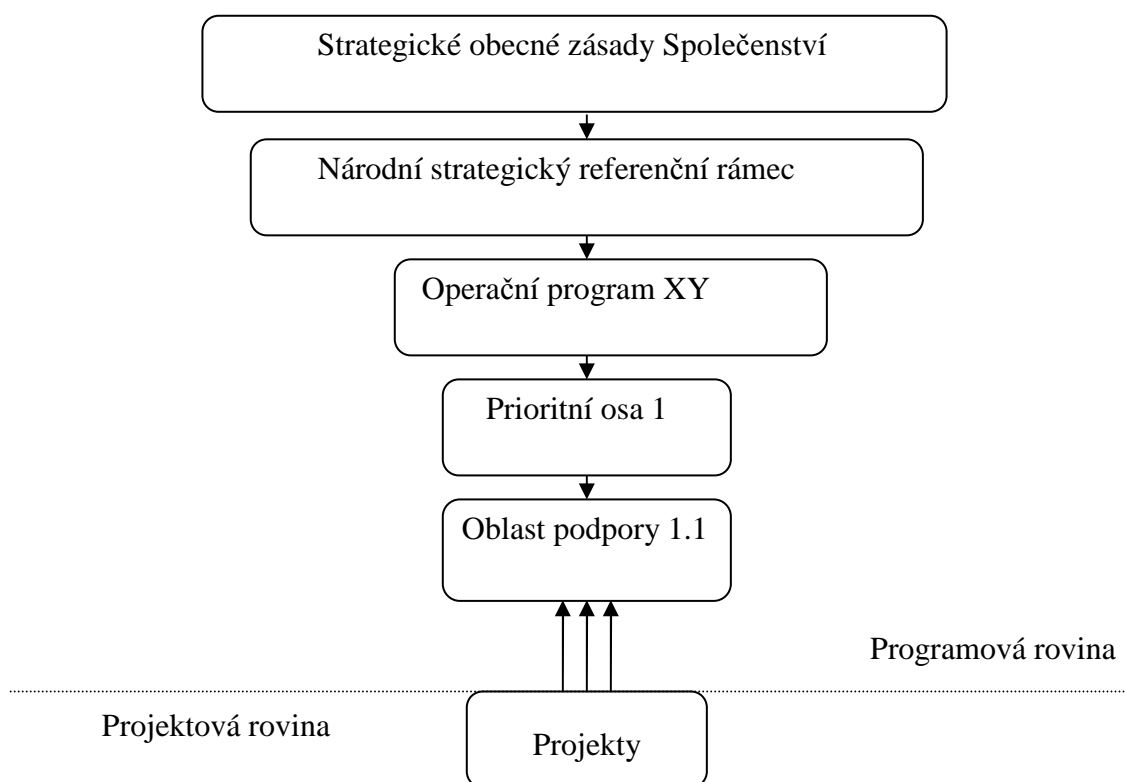 Strategické obecné zásady Společenství
Národní strategický referenční rámec
Operační program XY
Prioritní osa 1
Oblast podpory 1.1
Programová rovina
Projektová rovina
Projekty